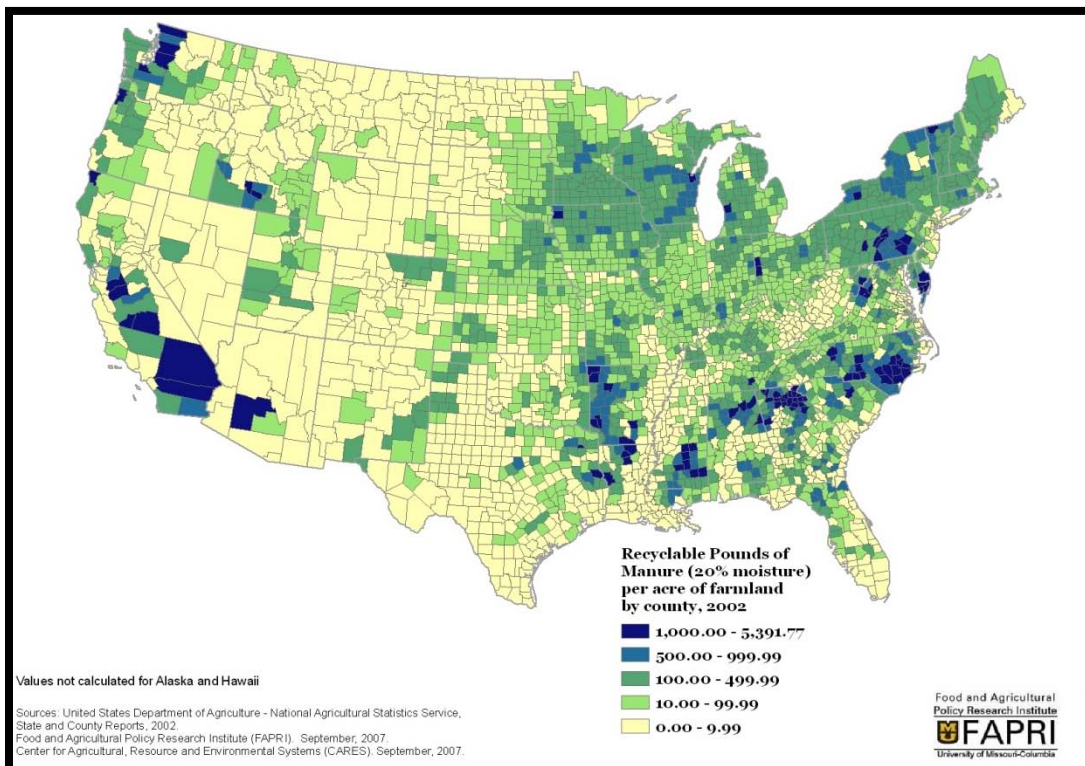 Recyclable Pounds of
Manure (20% moisture)
per acre of farmland
by county, 2002
1,000.00 - 5,391.77
500.00 - 999.99
100.00 - 499.99
10.00 - 99.99
0.00 - 9.99
Values not calculated for Alaska and Hawaii
Sources: United States Department of Agriculture - National Agricultural Statistics Service,
State and County Reports, 2002.
Food and Agricultural Policy Research Institute (FAPRI). September, 2007.
Center for Agricultural, Resource and Environmental Systems (CARES). September, 2007.
Food and Agricultural
Policy Research Institute
MU FAPRI
University of Missouri-Columbia